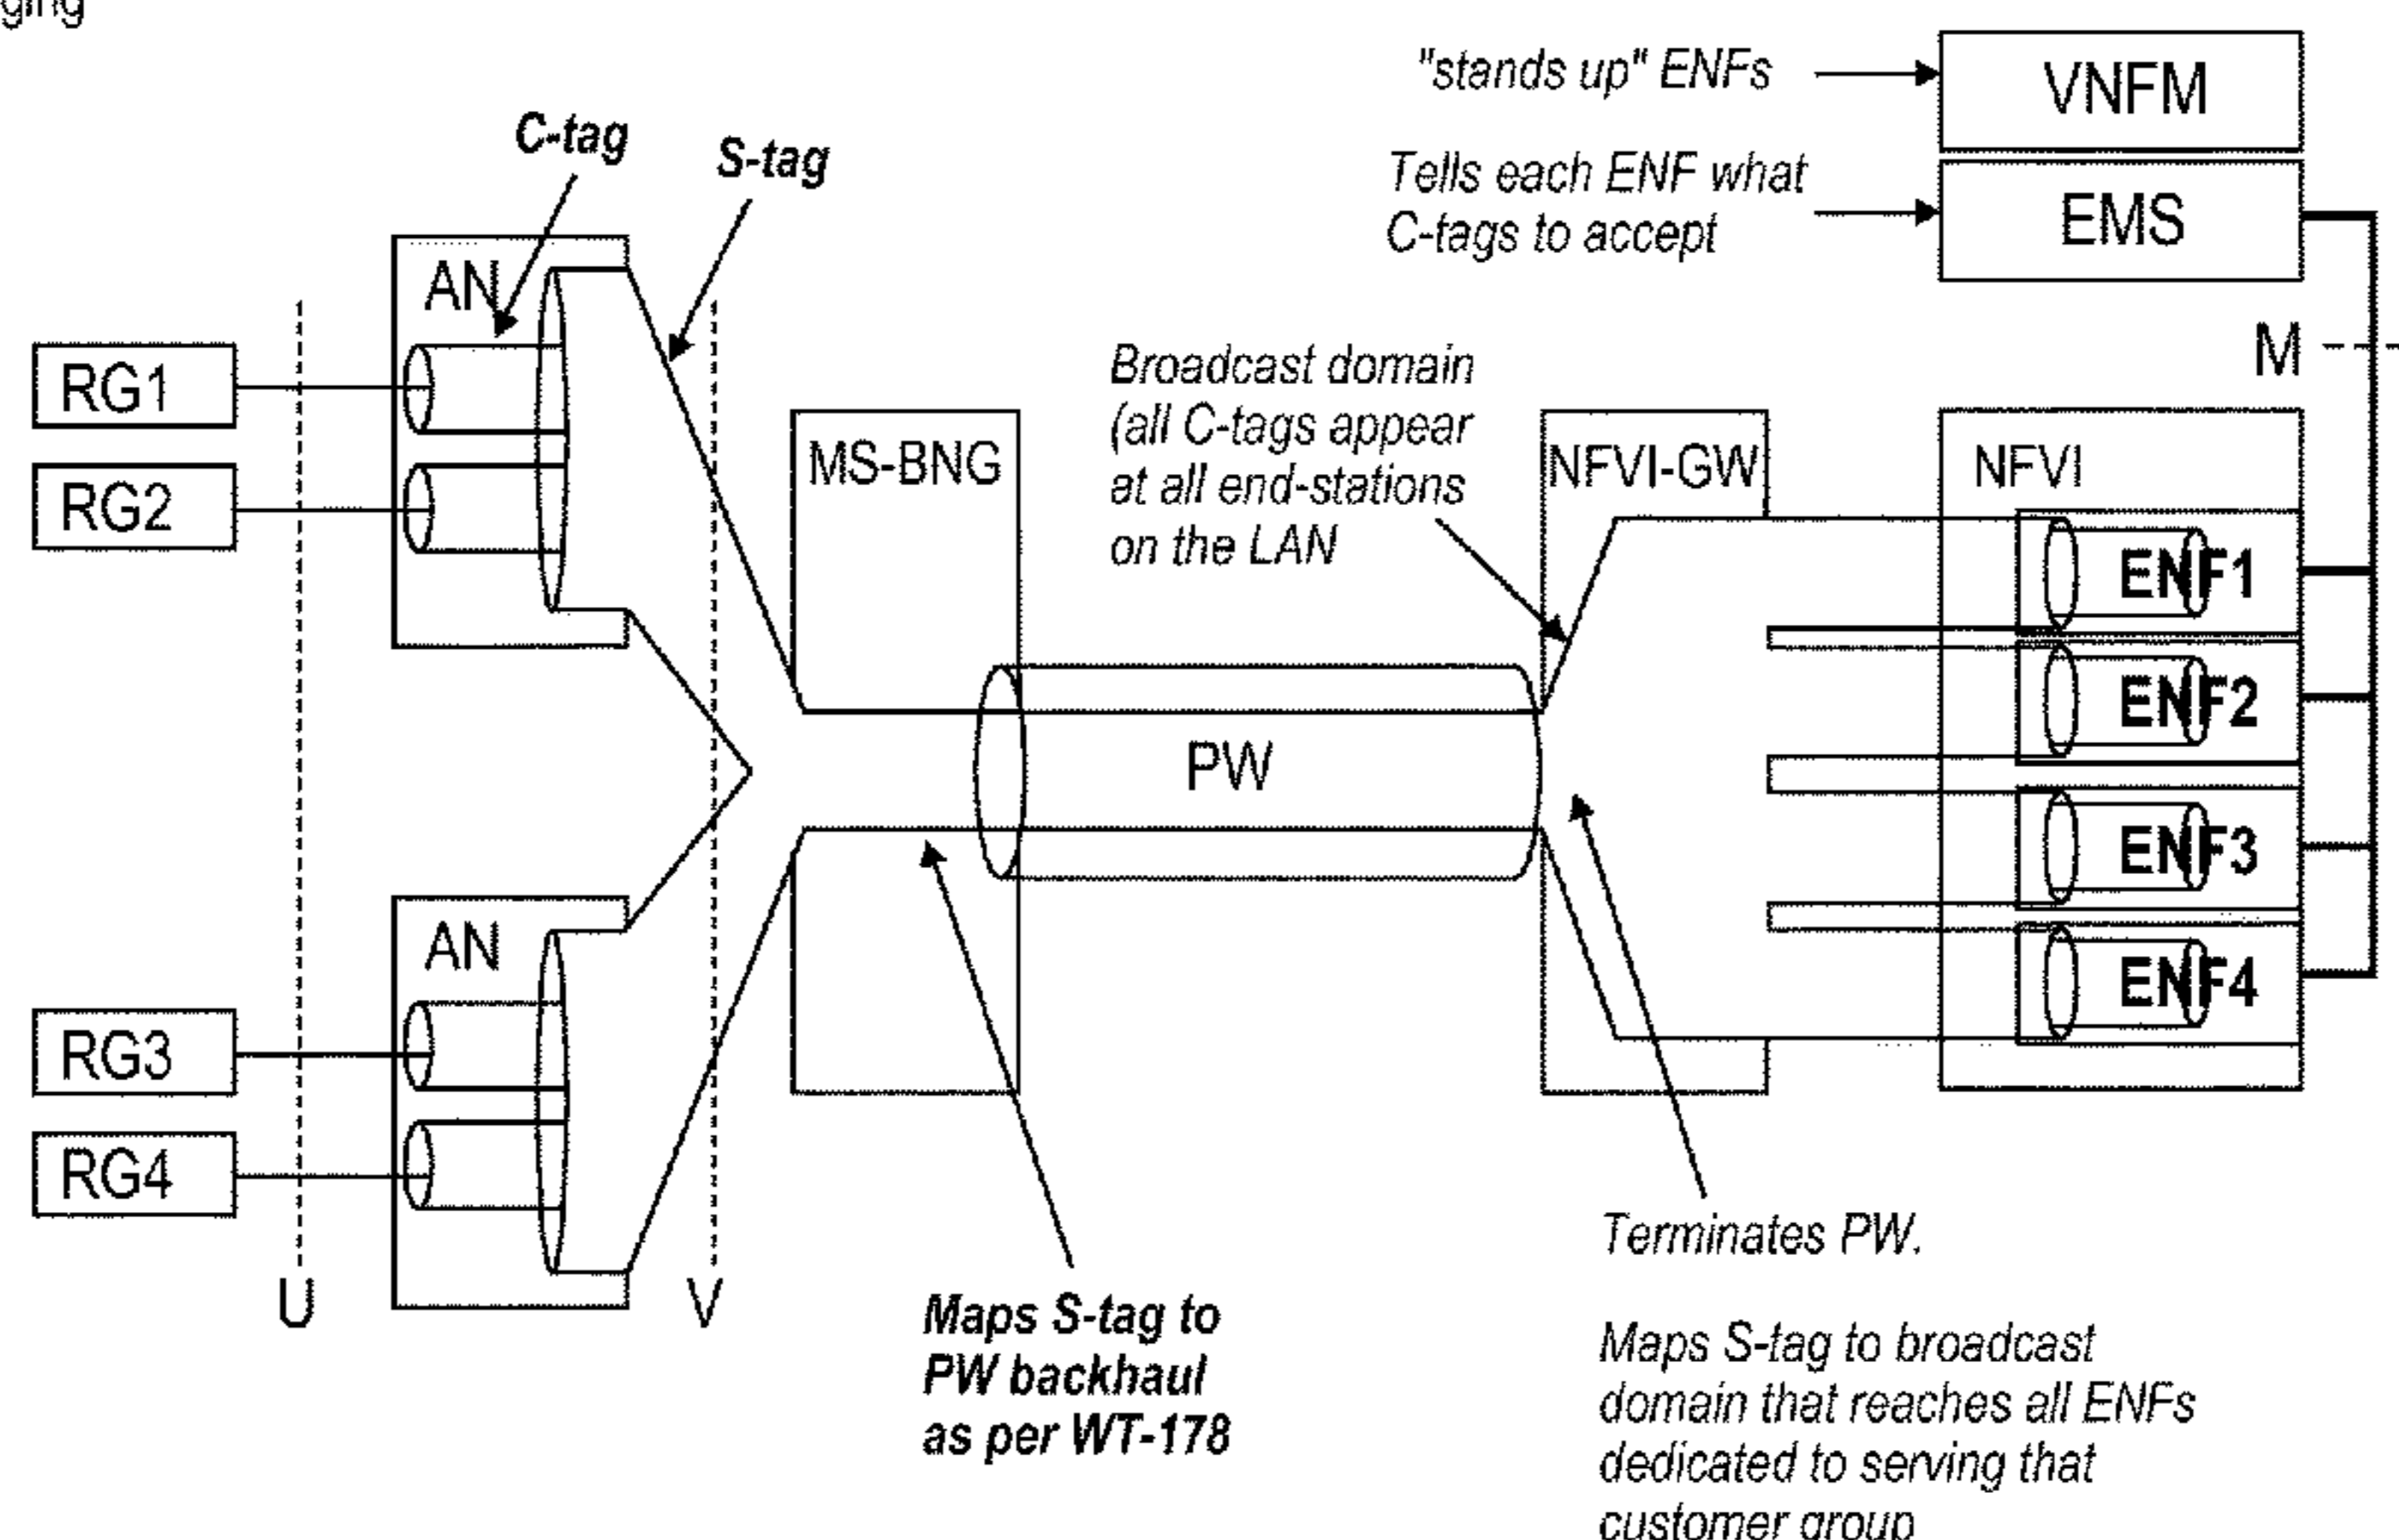 ging
"stands up" ENFs
VNFM
C-tag
S-tag
Tells each ENF what
C-tags to accept
EMS
AN
M
RG1
RG2
Broadcast domain
(all C-tags appear
at all end-stations
on the LAN
MS-BNG
NFVI-GW
NFVI
ENF1
ENF2
PW
ENF3
AN
ENF4
RG3
RG4
U
V
Maps S-tag to
PW backhaul
as per WT-178
Terminates PW.
Maps S-tag to broadcast
domain that reaches all ENFs
dedicated to serving that
customer group